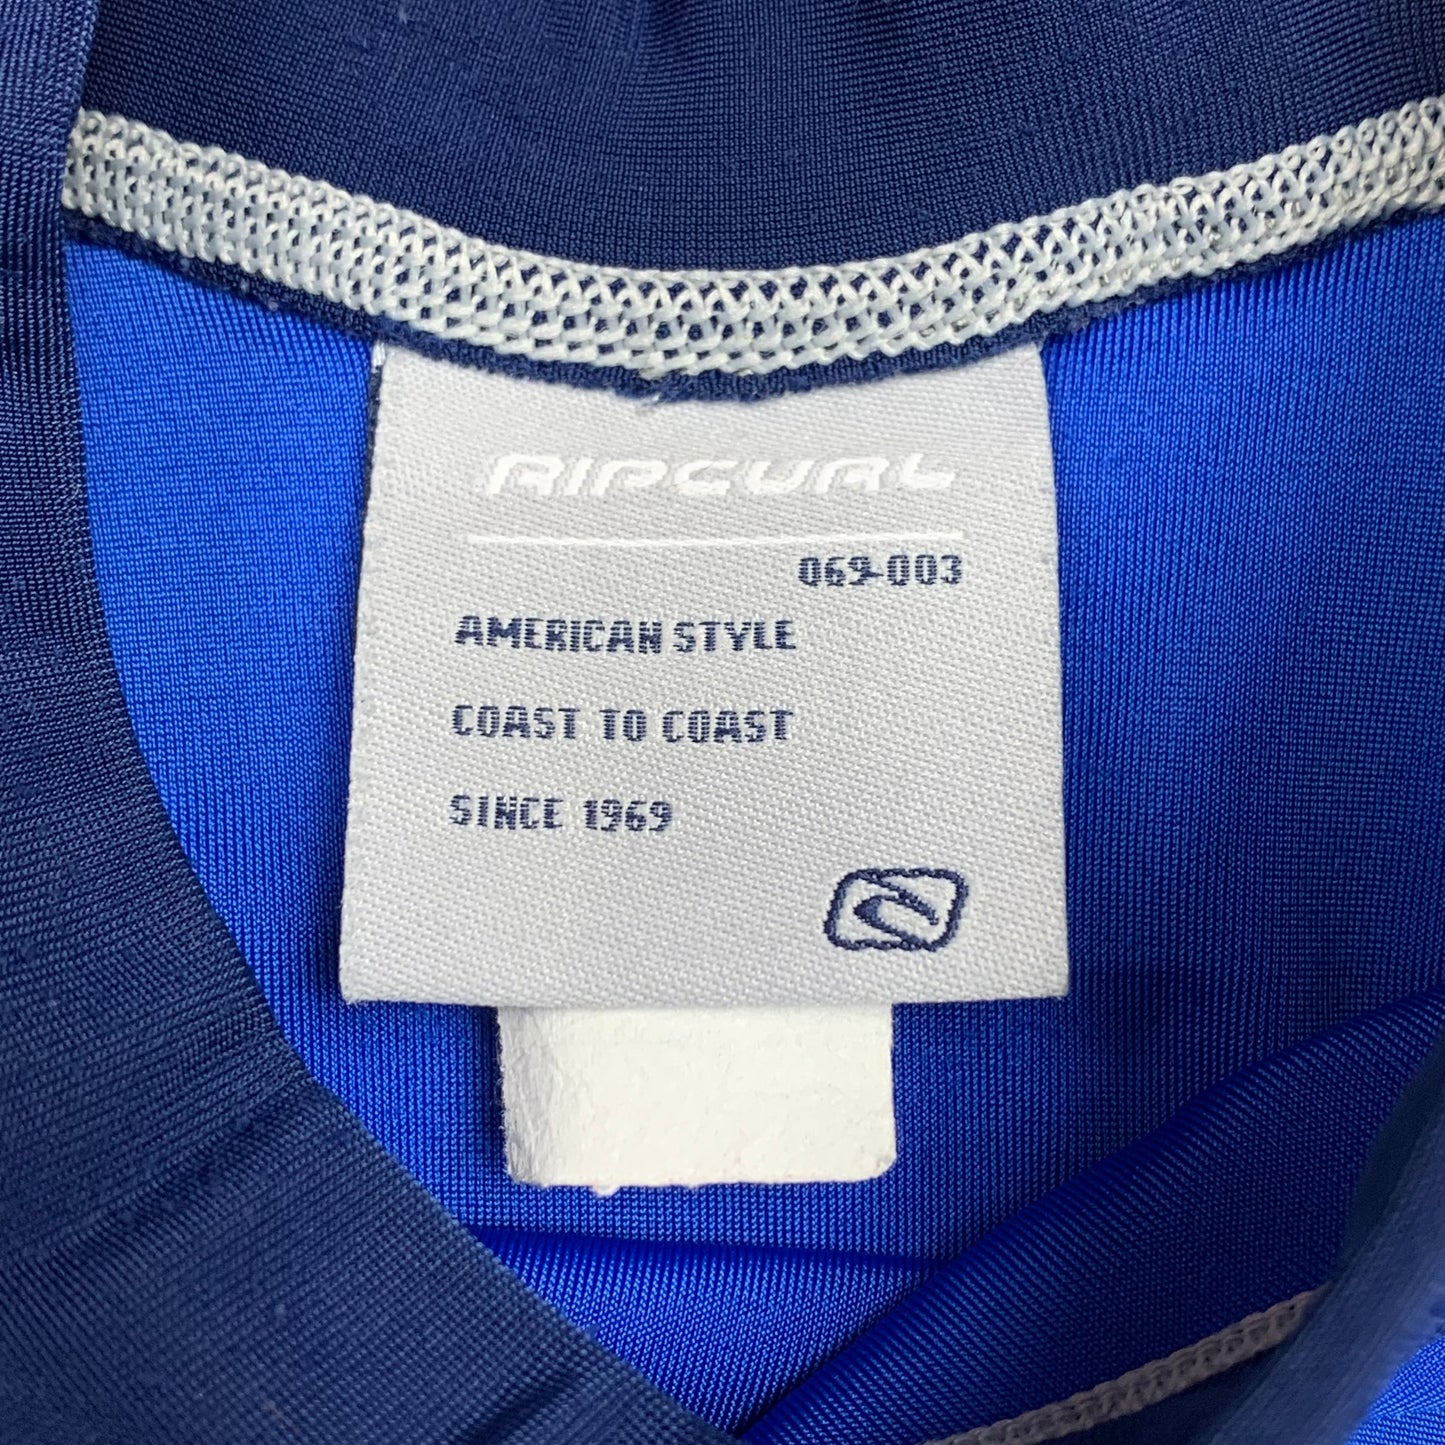 RIPCURL
069-003
AMERICAN STYLE
COAST TO COAST
SINCE 1969